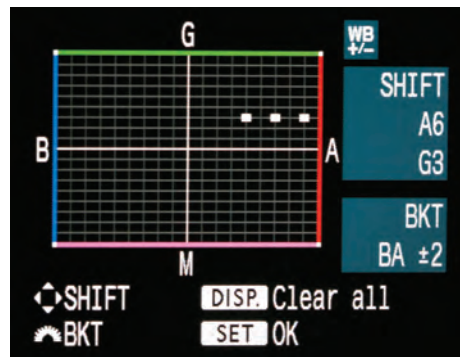 G
WB
+/−
SHIFT
A6
G3
B
A
BKT
BA ±2
M
SHIFT
DISP. Clear all
BKT
SET OK